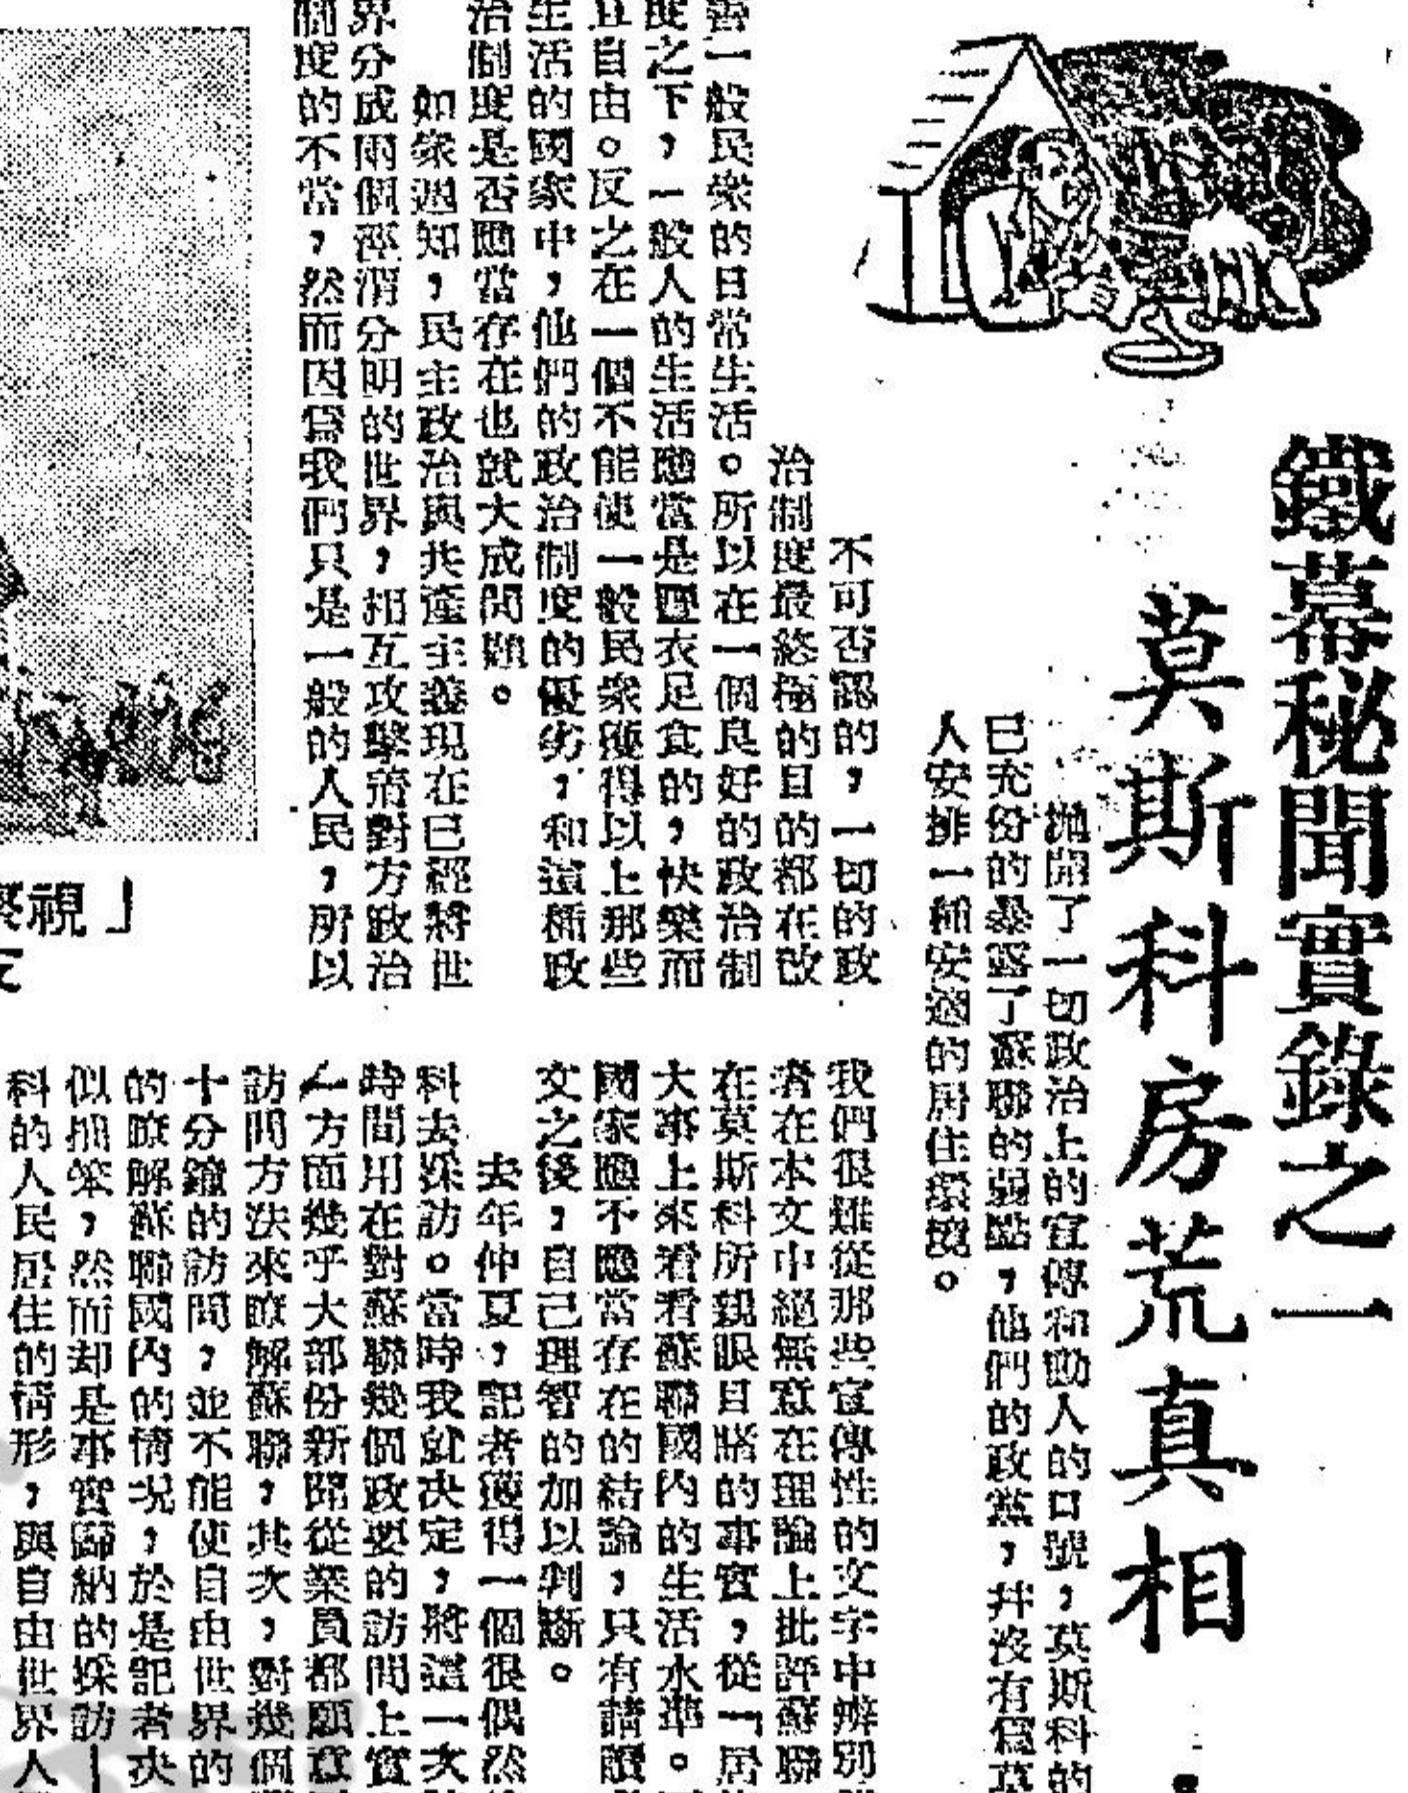 鐵幕秘聞實錄之一
莫斯科房荒真相
拋開了一切政治上的宣傳和動人的口號，莫斯科的
已充份的暴露了蘇聯的弱點，他們的政黨，并沒有爲莫
人安排一種安適的居住環境。
不可否認的，一切的政
治制度最終極的目的都在改
善一般民衆的日常生活。所以在一個良好的政治制
度之下，一般人的生活應當是豐衣足食的，快樂而
且自由。反之在一個不能使一般民衆獲得以上那些
生活的國家中，他們的政治制度的優劣，和這種政
治制度是否應當存在也就大成問題。
如衆週知，民主政治與共產主義現在已經將世
界分成兩個涇渭分明的世界，相互攻擊着對方政治
制度的不當，然而因爲我們只是一般的人民，所以
我們很難從那些宣傳性的文字中辨別
者在本文中絕無意在理論上批評蘇聯
在莫斯科所親眼目睹的事實，從「居
大事上來看看蘇聯國內的生活水準。
國家應不應當存在的結論，只有請讀
文之後，自己理智的加以判斷。
去年仲夏，記者獲得一個很偶然
科去採訪。當時我就決定，將這一次
時間用在對蘇聯幾個政要的訪問上實
一方面幾乎大部份新聞從業員都願意
訪問方法來瞭解蘇聯，其次，對幾個
十分鐘的訪問，並不能使自由世界的
的瞭解蘇聯國內的情況，於是記者決
似拙笨，然而却是事實歸納的採訪
科的人民居住的情形，與自由世界人
視」